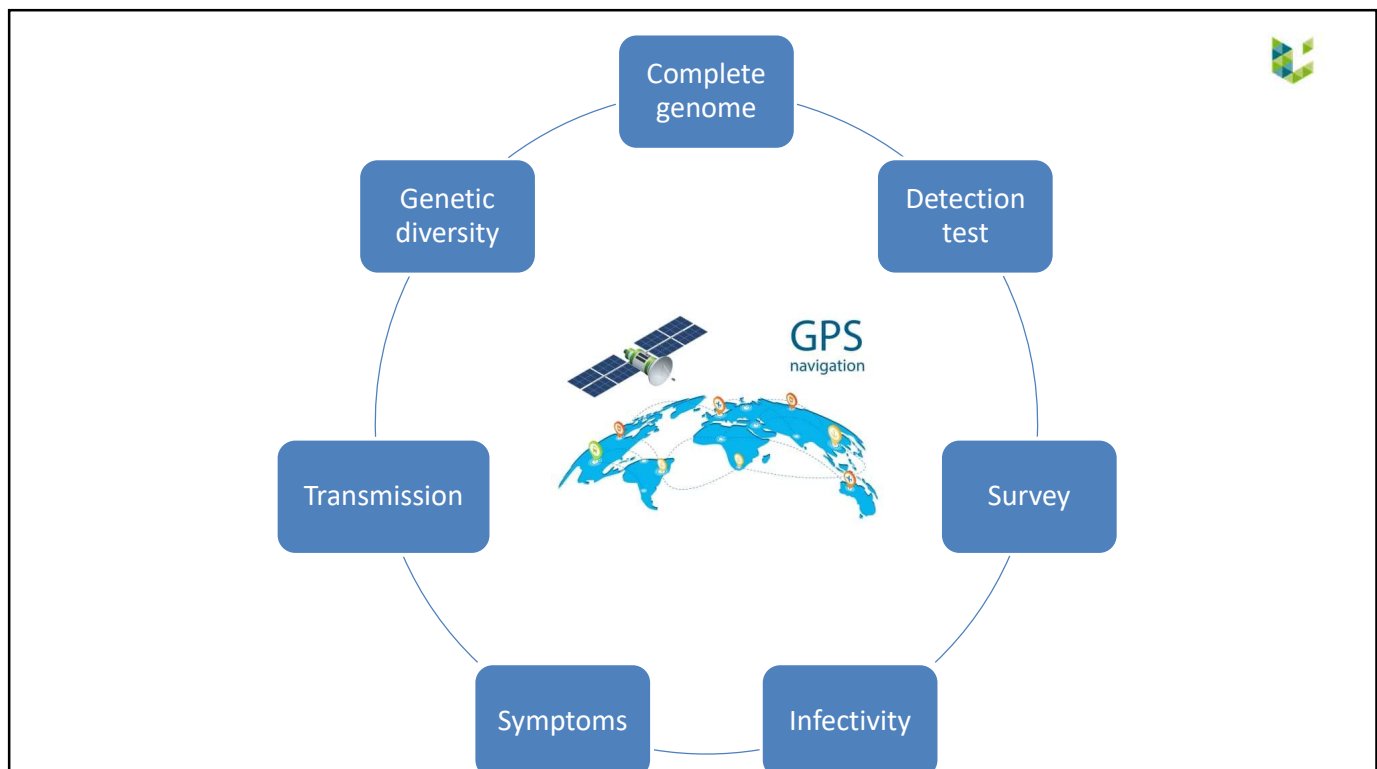 Complete
genome
Detection
test
Survey
Infectivity
Symptoms
Transmission
Genetic
diversity
GPS
navigation